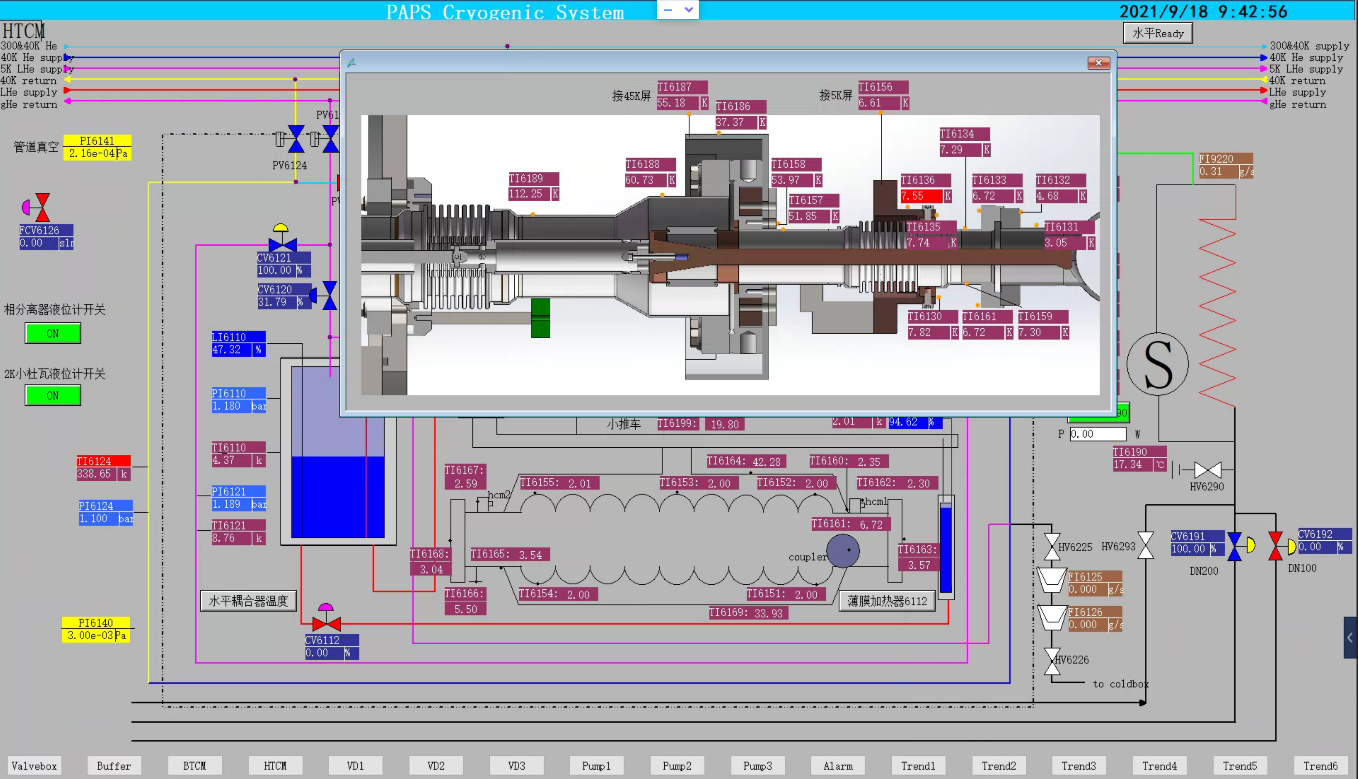 PAPS Cryogenic System
2021/9/18 9:42:56
HTCM
水平Ready
300&40K He
40K He supply
5K LHe supply
40K return
LHe supply
gHe return
300&40K supply
40K He supply
5K LHe supply
40K return
LHe supply
gHe return
管道真空
PI6141
2.16e-04 Pa
PV6124
FCV6126
0.00
CV6121
100.00 %
CV6120
31.79 %
相分离器液位计开关
ON
2K小杜瓦液位计开关
ON
LI6110
47.32 %
PI6110
1.180 bar
TI6110
4.37 k
PI6121
1.189 bar
TI6121
8.76 k
TI6124
338.65 k
PI6124
1.100 bar
水平耦合器温度
PI6140
3.00e-03 Pa
CV6112
0.00 %
接45K屏
TI6187
55.18 K
TI6186
37.37 K
接5K屏
TI6156
6.61 K
TI6134
7.29 K
TI6189
112.25 K
TI6188
60.73 K
TI6158
53.97 K
TI6157
51.85 K
TI6136
7.55 K
TI6133
6.72 K
TI6132
4.68 K
TI6135
7.74 K
TI6131
3.05 K
TI6130
7.82 K
TI6161
6.72 K
TI6159
7.30 K
FI9220
0.31 g/s
S
P 0.00 W
TI6190
17.34 ℃
HV6290
小推车
TI6199: 19.80
2.01 k
94.62 %
TI6167:
2.59
hcm2
TI6155: 2.01
TI6153: 2.00
TI6164: 42.28
TI6152: 2.00
TI6160: 2.35
TI6162: 2.30
hcm1
TI6161: 6.72
coupler
TI6163:
3.57
TI6168:
3.04
TI6165: 3.54
TI6166:
5.50
TI6154: 2.00
TI6151: 2.00
TI6169: 33.93
薄膜加热器6112
HV6225
HV6293
CV6191
100.00 %
DN200
CV6192
0.00 %
DN100
FI6125
0.000 g/s
FI6126
0.000 g/s
HV6226
to coldbox
Valvebox
Buffer
BTCM
HTCM
VD1
VD2
VD3
Pump1
Pump2
Pump3
Alarm
Trend1
Trend2
Trend3
Trend4
Trend5
Trend6